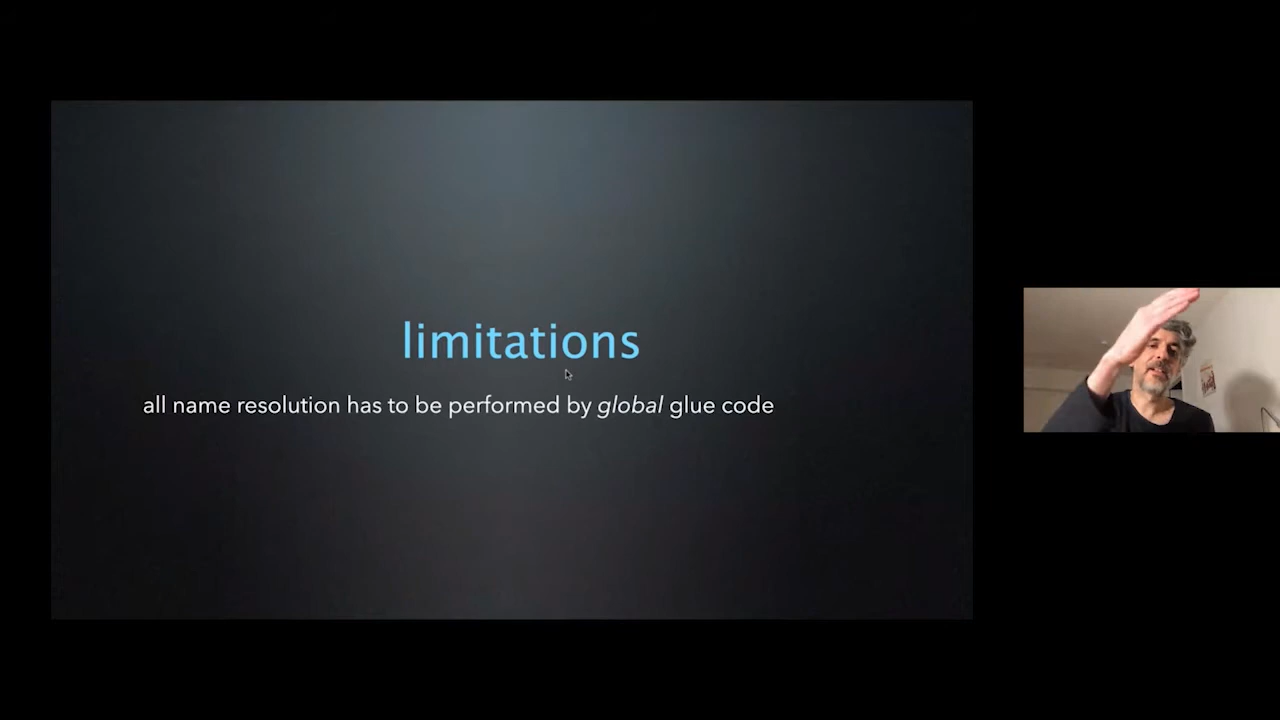 limitations
all name resolution has to be performed by global glue code